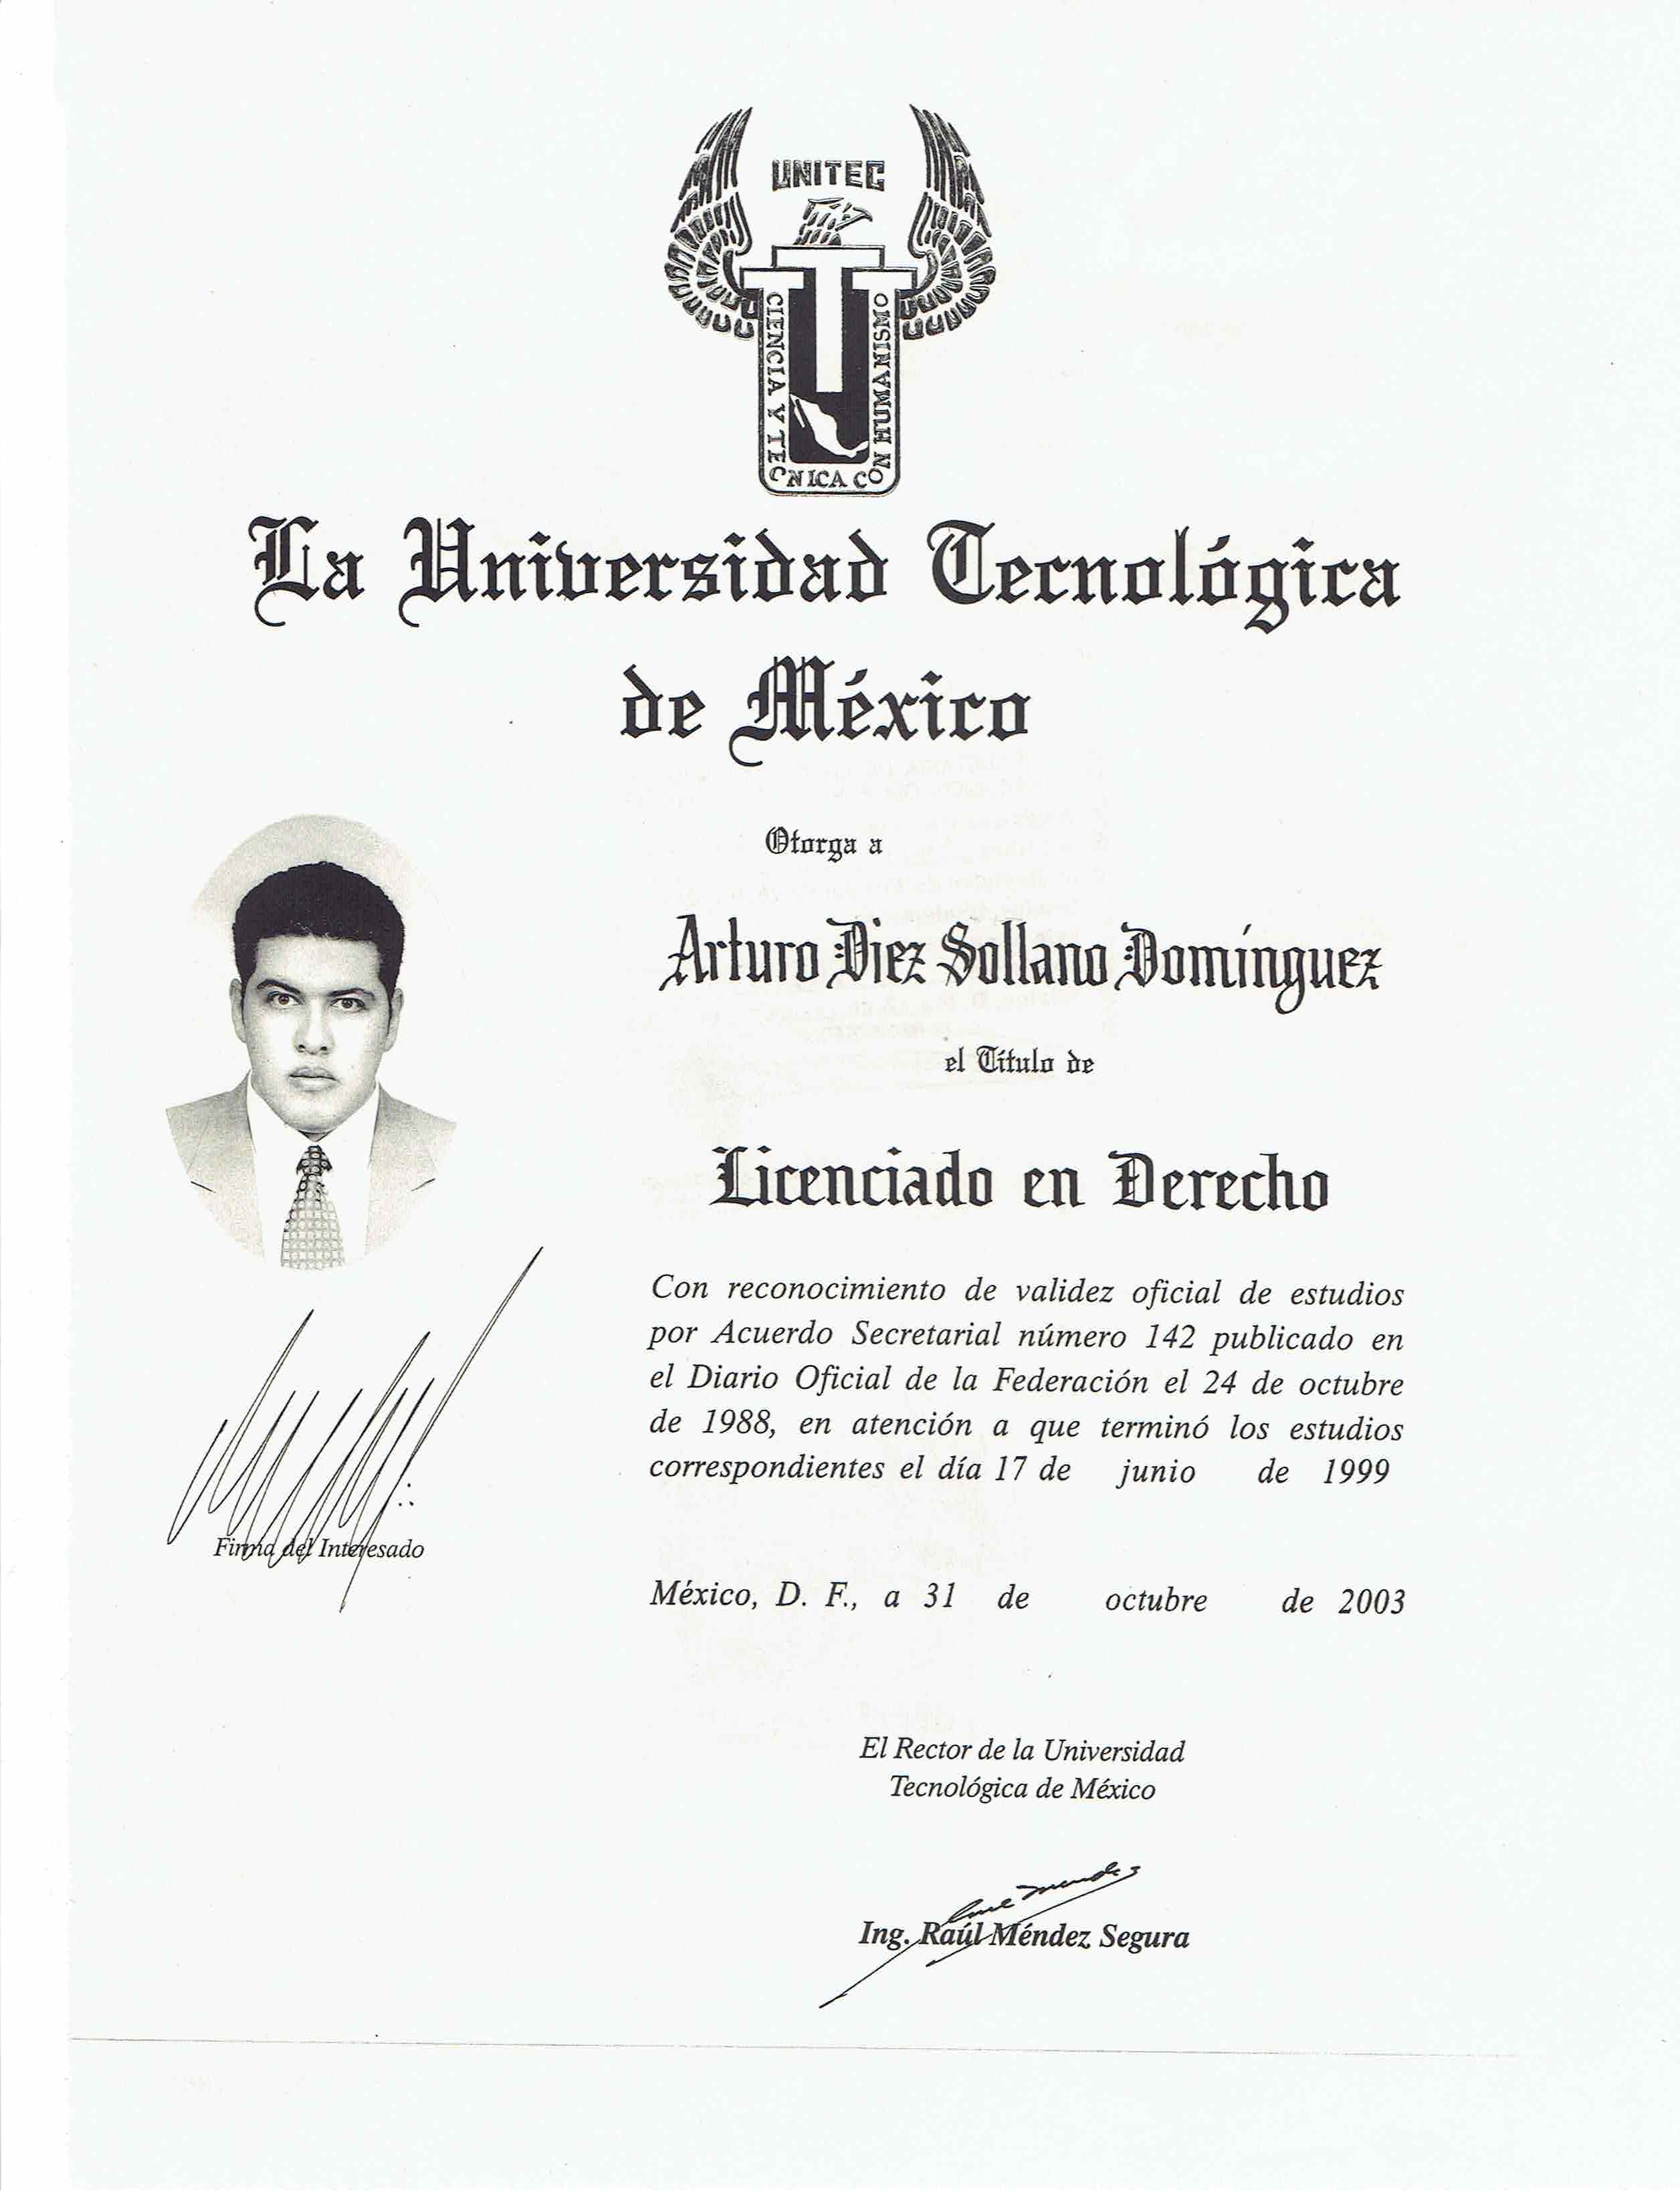 UNITEC
CIENCIA Y TECNICA CON HUMANISMO
La Universidad Tecnológica
de México
Otorga a
Arturo Diez Sollano Domínguez
el Título de
Licenciado en Derecho
Con reconocimiento de validez oficial de estudios
por Acuerdo Secretarial número 142 publicado en
el Diario Oficial de la Federación el 24 de octubre
de 1988, en atención a que terminó los estudios
correspondientes el día 17 de junio de 1999
Firma del Interesado
México, D. F., a 31 de octubre de 2003
El Rector de la Universidad
Tecnológica de México
Ing. Raúl Méndez Segura